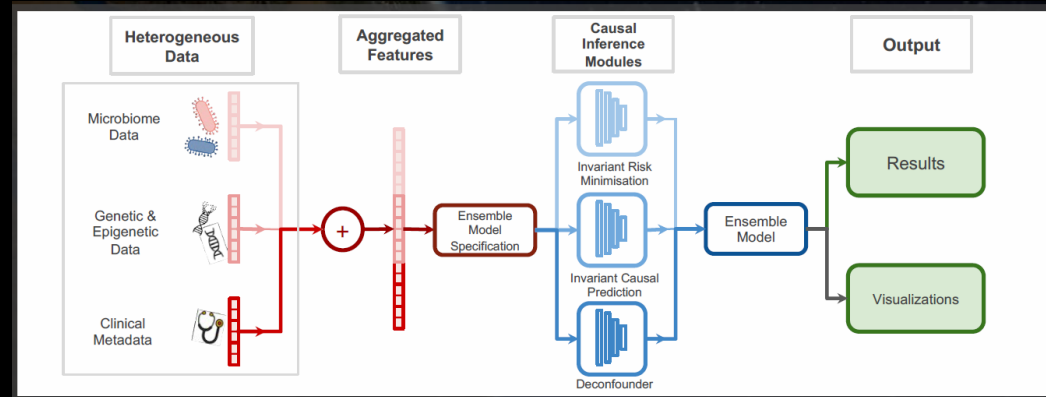 Heterogeneous
Data
Aggregated
Features
Causal
Inference
Modules
Output
Microbiome
Data
Genetic &
Epigenetic
Data
Clinical
Metadata
+
Ensemble
Model
Specification
Invariant Risk
Minimisation
Invariant Causal
Prediction
Deconfounder
Ensemble
Model
Results
Visualizations